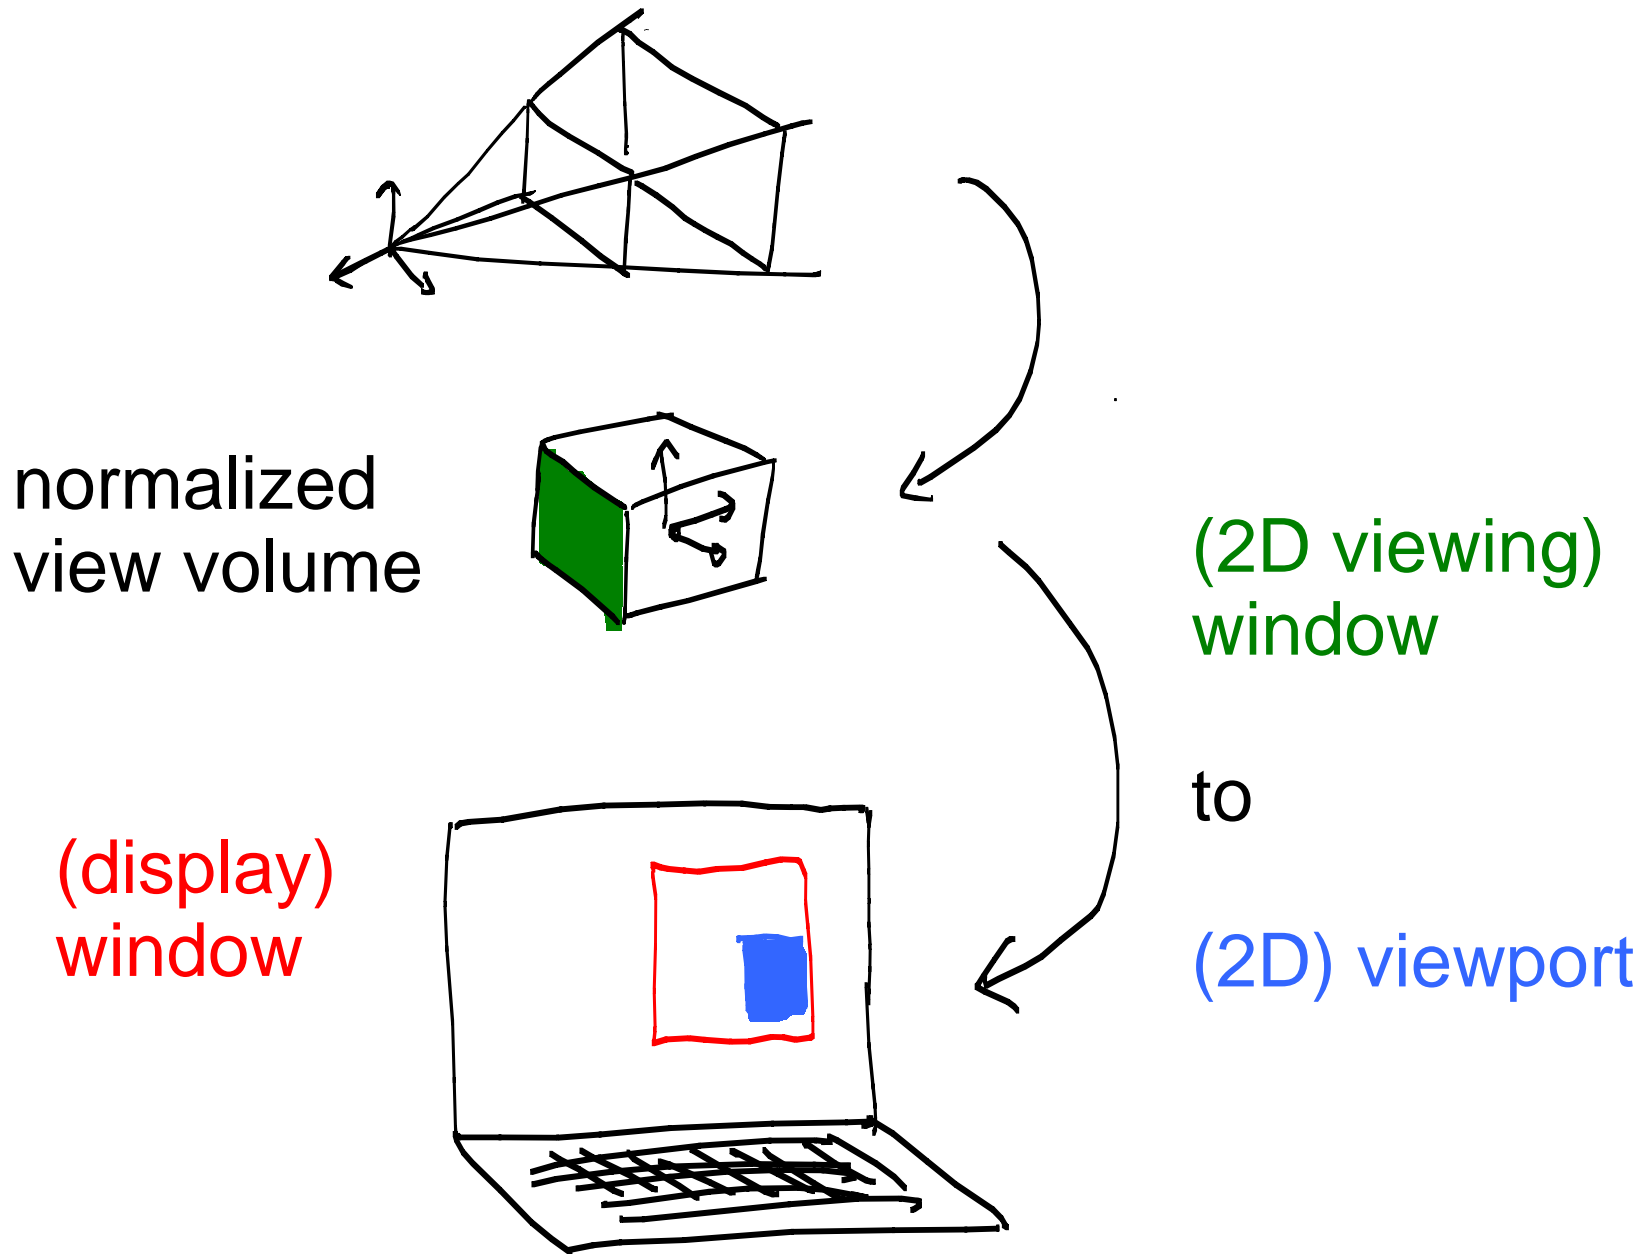 normalized
view volume
(2D viewing)
window
to
(display)
window
(2D) viewport